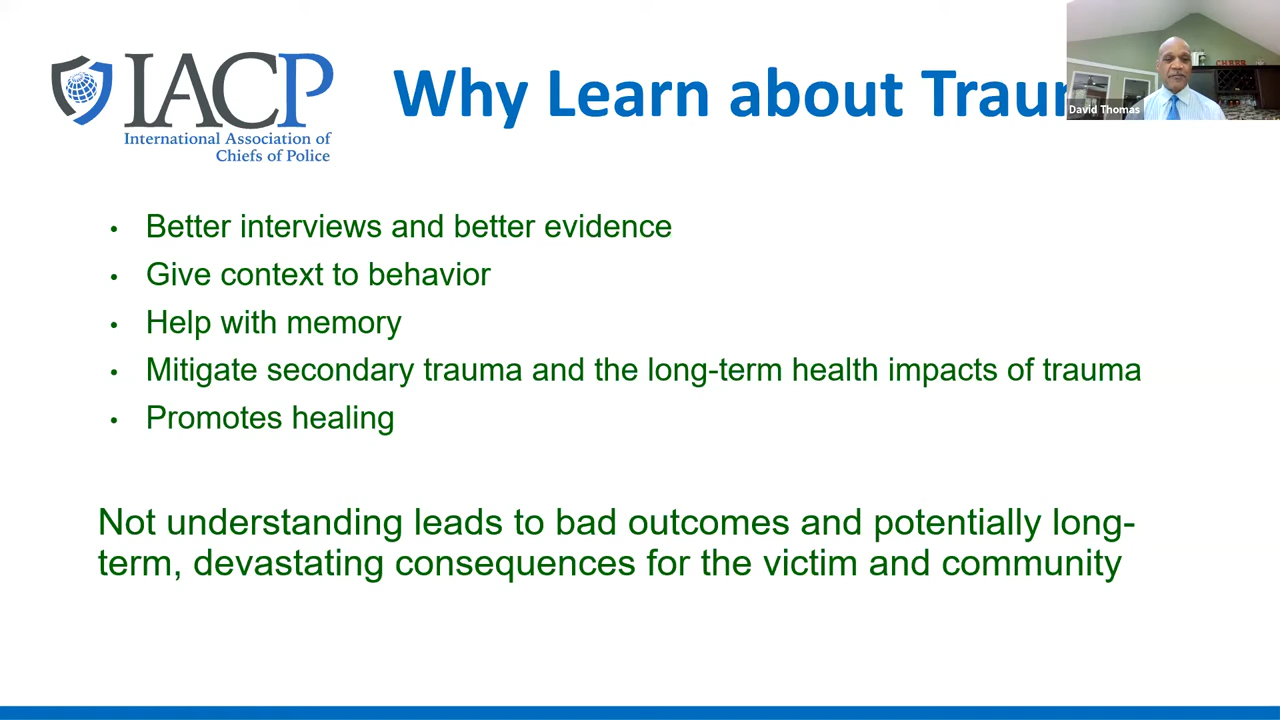 IACP
International Association of
Chiefs of Police
Why Learn about Trau
David Thomas
• Better interviews and better evidence
• Give context to behavior
• Help with memory
• Mitigate secondary trauma and the long-term health impacts of trauma
• Promotes healing
Not understanding leads to bad outcomes and potentially long-
term, devastating consequences for the victim and community